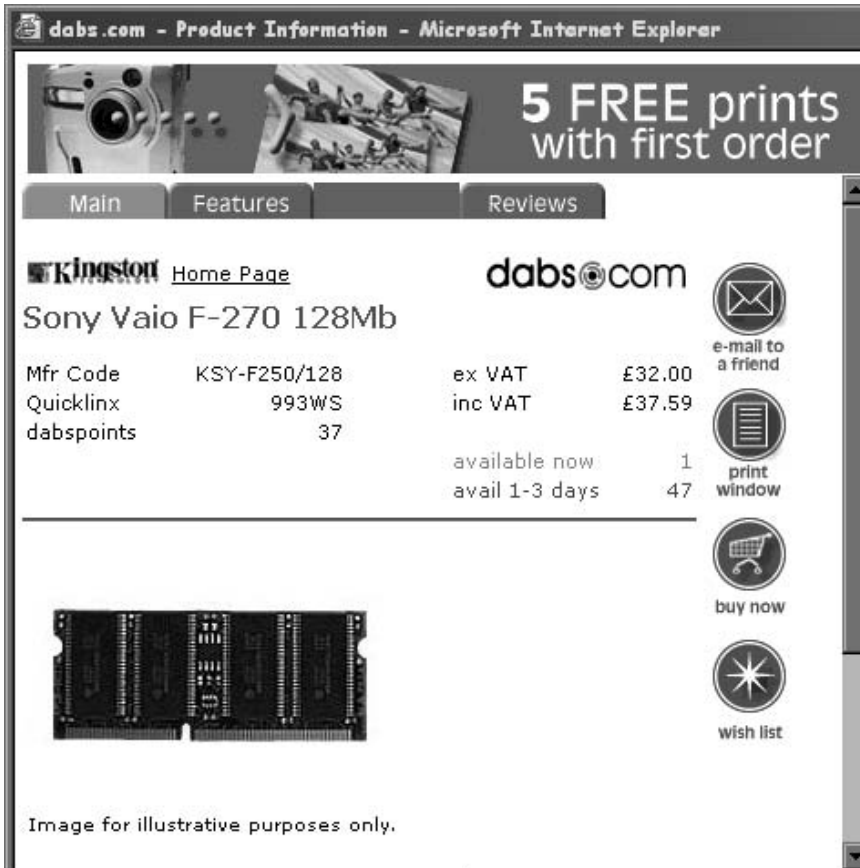 dabs.com - Product Information - Microsoft Internet Explorer
5 FREE prints
with first order
Main Features Reviews
Kingston Home Page dabs.com
Sony Vaio F-270 128Mb
Mfr Code KSY-F250/128 ex VAT £32.00
Quicklinx 993WS inc VAT £37.59
dabspoints 37
available now 1
avail 1-3 days 47
e-mail to
a friend
print
window
buy now
wish list
Image for illustrative purposes only.